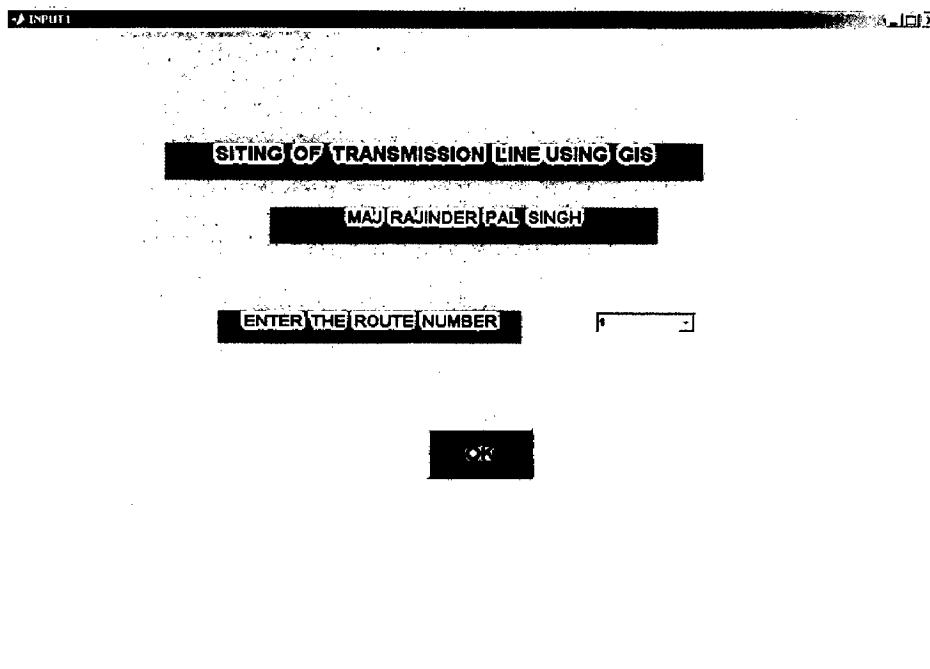 INPUT1
SITING OF TRANSMISSION LINE USING GIS
MAJ RAJINDER PAL SINGH
ENTER THE ROUTE NUMBER
OK